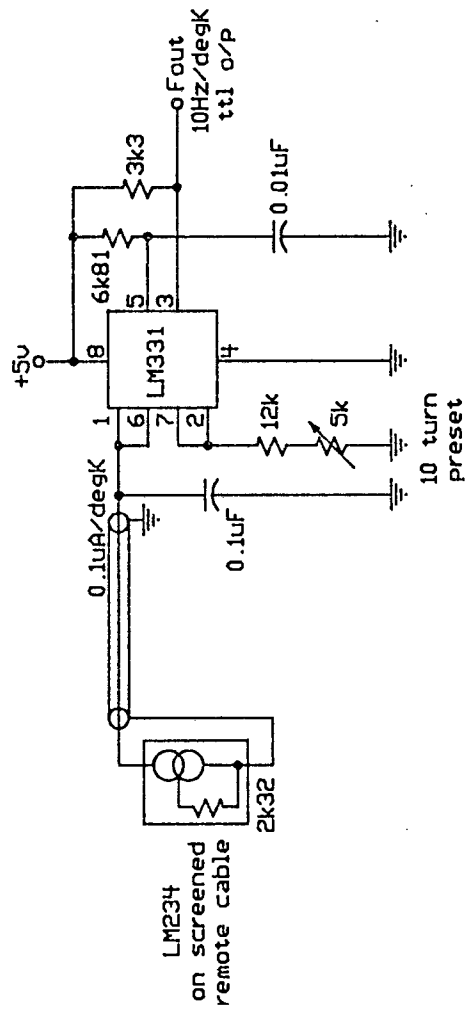 +5v
3k3
Fout
10Hz/degK
ttl o/p
6k81
8
5
3
1
6
7
2
4
LM331
0.1uA/degK
0.1uF
12k
5k
0.01uF
10 turn
preset
LM234
on screened
remote cable
2k32